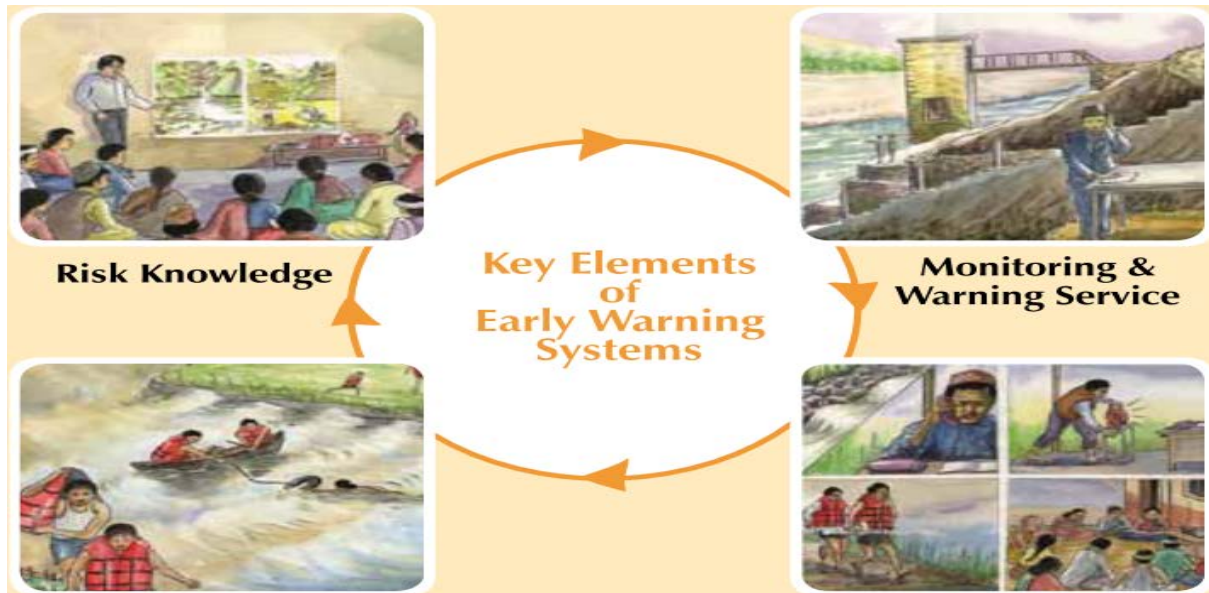 Risk Knowledge
Key Elements
of
Early Warning
Systems
Monitoring &
Warning Service